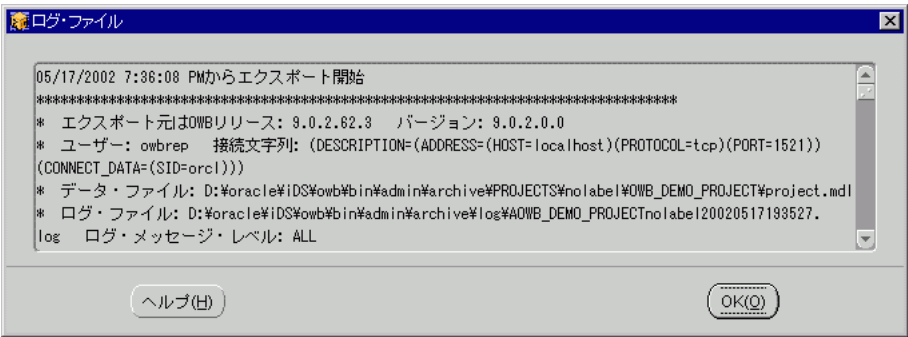 ログ・ファイル
05/17/2002 7:36:08 PMからエクスポート開始
*******************************************************************************
* エクスポート元はOWBリリース: 9.0.2.62.3 バージョン: 9.0.2.0.0
* ユーザー: owbrep 接続文字列: (DESCRIPTION=(ADDRESS=(HOST=localhost)(PROTOCOL=tcp)(PORT=1521))
(CONNECT_DATA=(SID=orcl)))
* データ・ファイル: D:¥oracle¥iDS¥owb¥bin¥admin¥archive¥PROJECTS¥nolabel¥OWB_DEMO_PROJECT¥project.mdl
* ログ・ファイル: D:¥oracle¥iDS¥owb¥bin¥admin¥archive¥log¥AOWB_DEMO_PROJECTnolabel20020517193527.
log ログ・メッセージ・レベル: ALL
ヘルプ(H) OK(O)